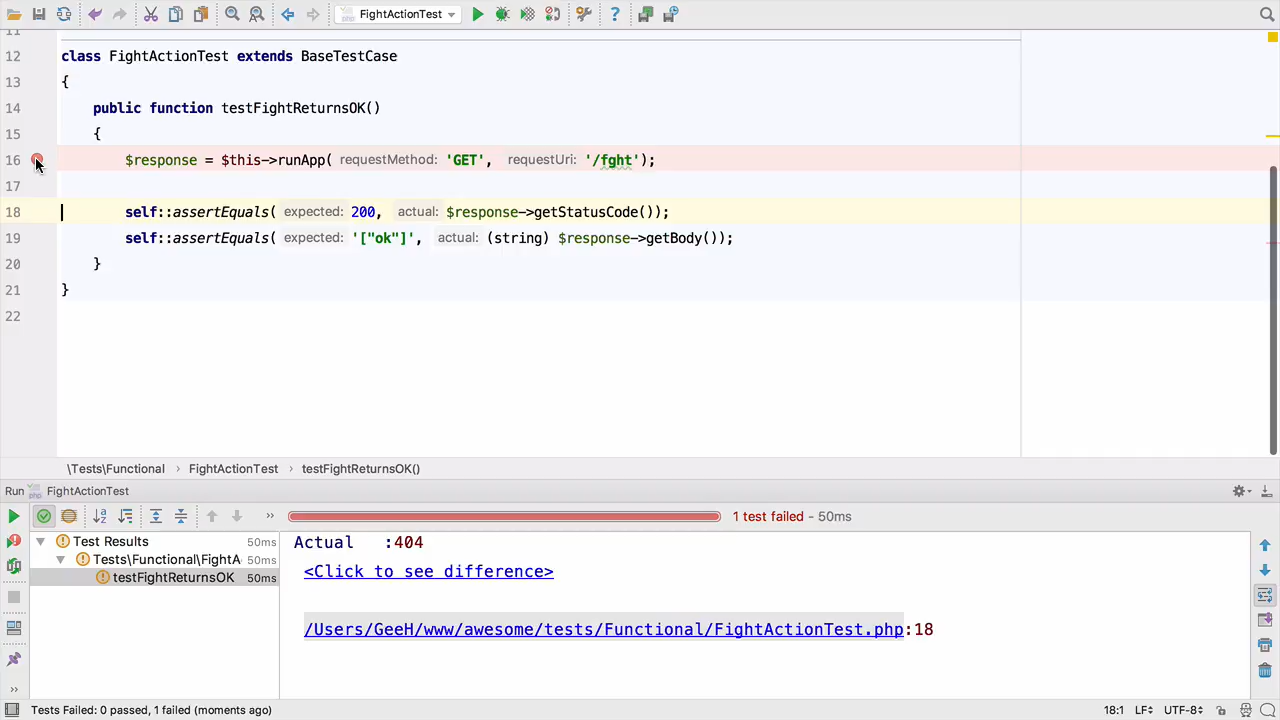 FightActionTest
11
12 class FightActionTest extends BaseTestCase
13 {
14 public function testFightReturnsOK()
15 {
16 $response = $this->runApp( requestMethod: 'GET', requestUri: '/fght');
17
18 self::assertEquals( expected: 200, actual: $response->getStatusCode());
19 self::assertEquals( expected: '["ok"]', actual: (string) $response->getBody());
20 }
21 }
22
\Tests\Functional › FightActionTest › testFightReturnsOK()
Run php FightActionTest
1 test failed - 50ms
Test Results 50ms
Tests\Functional\FightA 50ms
testFightReturnsOK 50ms
Actual :404
<Click to see difference>
/Users/GeeH/www/awesome/tests/Functional/FightActionTest.php:18
Tests Failed: 0 passed, 1 failed (moments ago) 18:1 LF UTF-8